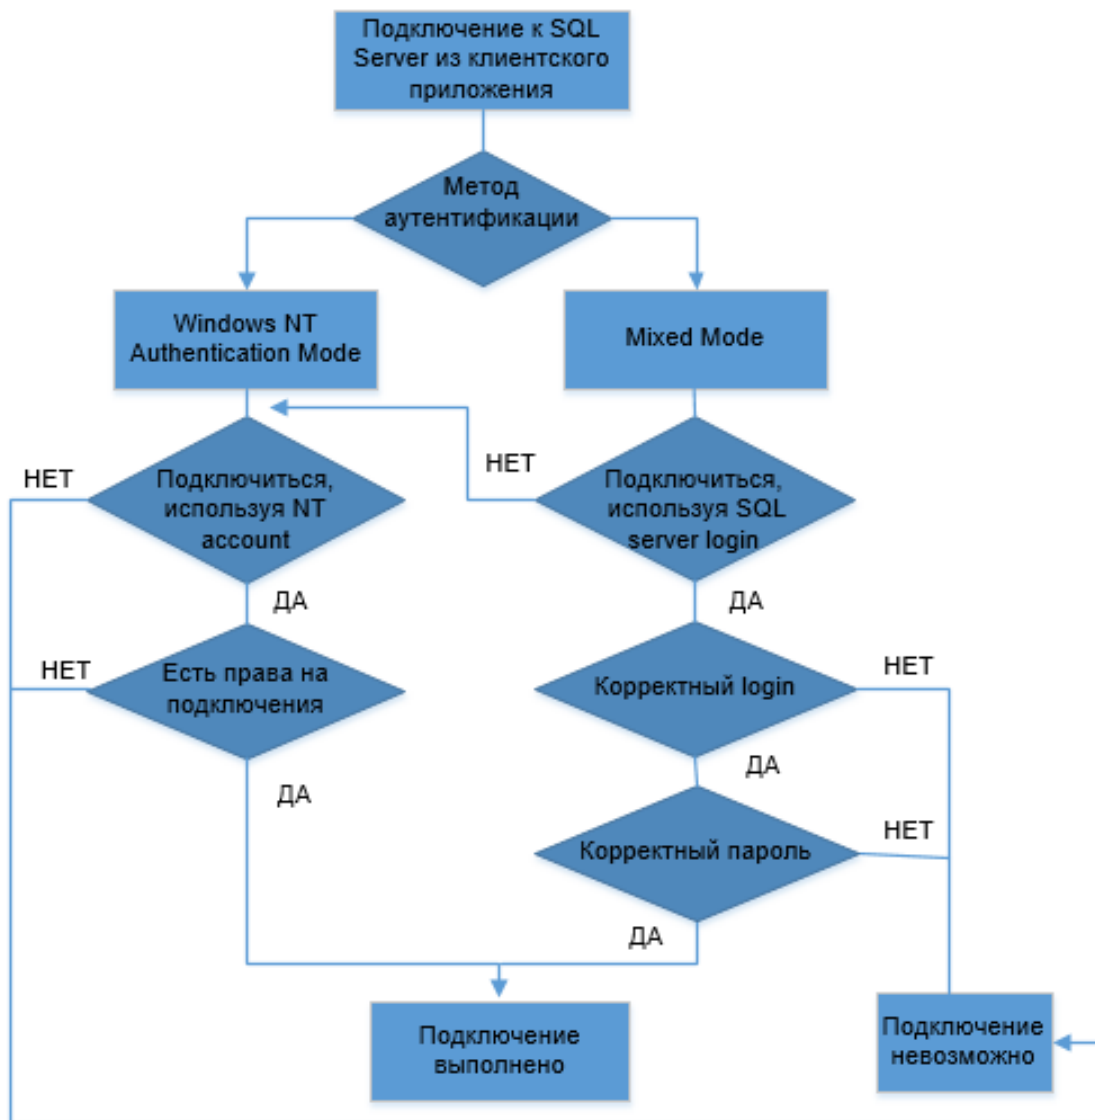 Подключение к SQL
Server из клиентского
приложения
Метод
аутентификации
Windows NT
Authentication Mode
Mixed Mode
НЕТ
Подключиться,
используя NT
account
НЕТ
Подключиться,
используя SQL
server login
ДА
ДА
НЕТ
Есть права на
подключения
Корректный login
НЕТ
ДА
ДА
Корректный пароль
НЕТ
ДА
Подключение
выполнено
Подключение
невозможно